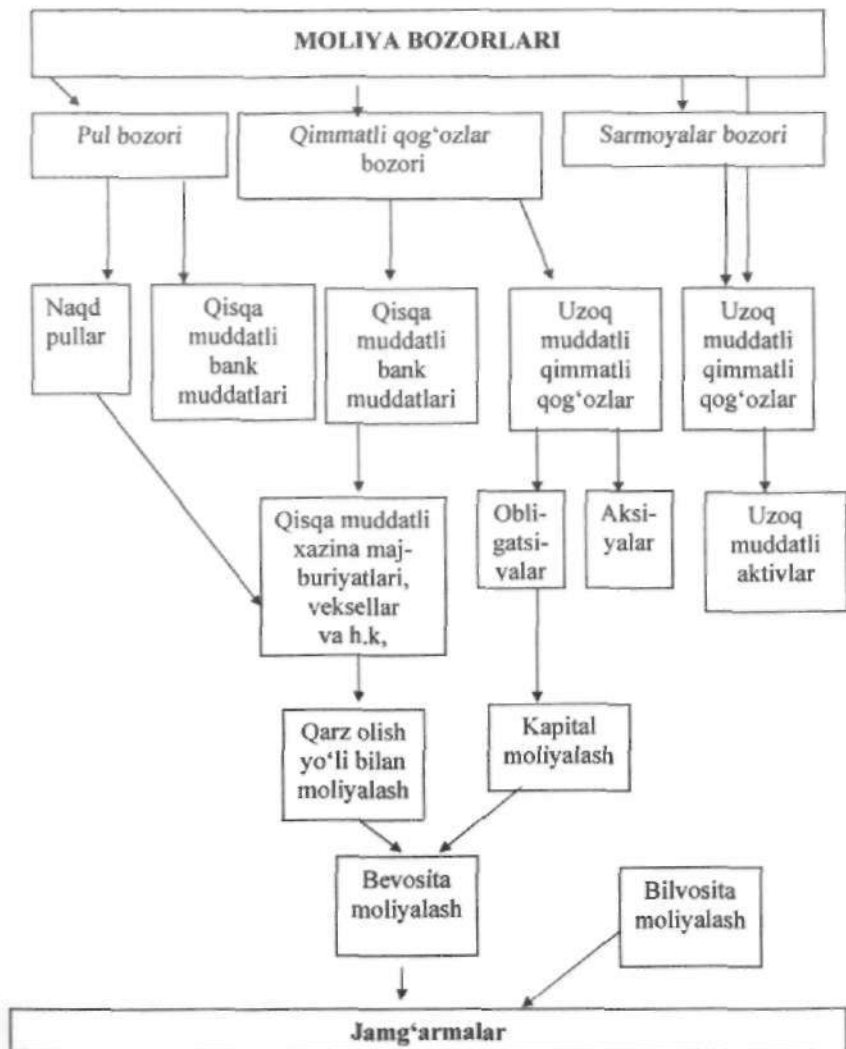 MOLIYA BOZORLARI
Pul bozori
Qimmatli qog‘ozlar
bozori
Sarmoyalar bozori
Naqd
pullar
Qisqa
muddatli
bank
muddatlari
Qisqa
muddatli
bank
muddatlari
Uzoq
muddatli
qimmatli
qog‘ozlar
Uzoq
muddatli
qimmatli
qog‘ozlar
Qisqa muddatli
xazina maj-
buriyatlari,
veksellar
va h.k,
Obli-
gatsi-
valar
Aksi-
yalar
Uzoq
muddatli
aktivlar
Qarz olish
yo‘li bilan
moliyalash
Kapital
moliyalash
Bevosita
moliyalash
Bilvosita
moliyalash
Jamg‘armalar